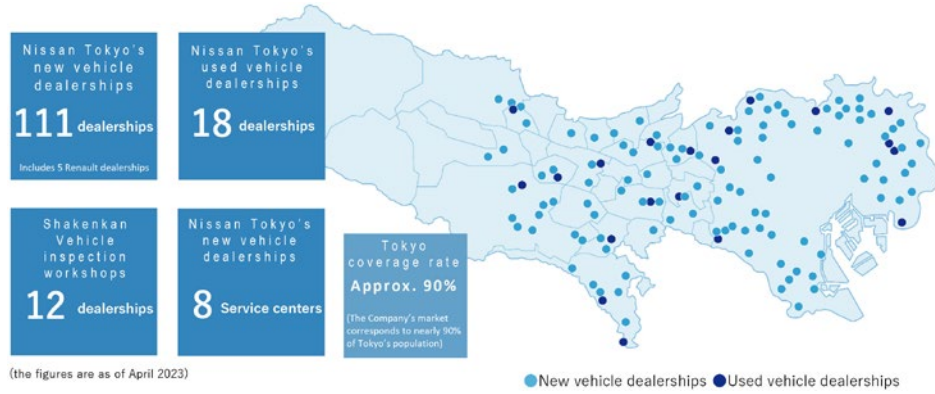 Nissan Tokyo's
new vehicle
dealerships
111 dealerships
Includes 5 Renault dealerships
Nissan Tokyo's
used vehicle
dealerships
18 dealerships
Shakenkan
Vehicle
inspection
workshops
12 dealerships
Nissan Tokyo's
new vehicle
dealerships
8 Service centers
Tokyo
coverage rate
Approx. 90%
(The Company's market
corresponds to nearly 90%
of Tokyo's population)
(the figures are as of April 2023)
New vehicle dealerships Used vehicle dealerships